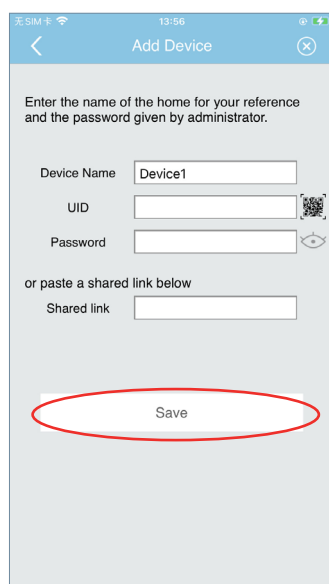 无SIM卡 13:56
Add Device
Enter the name of the home for your reference
and the password given by administrator.
Device Name Device1
UID
Password
or paste a shared link below
Shared link
Save